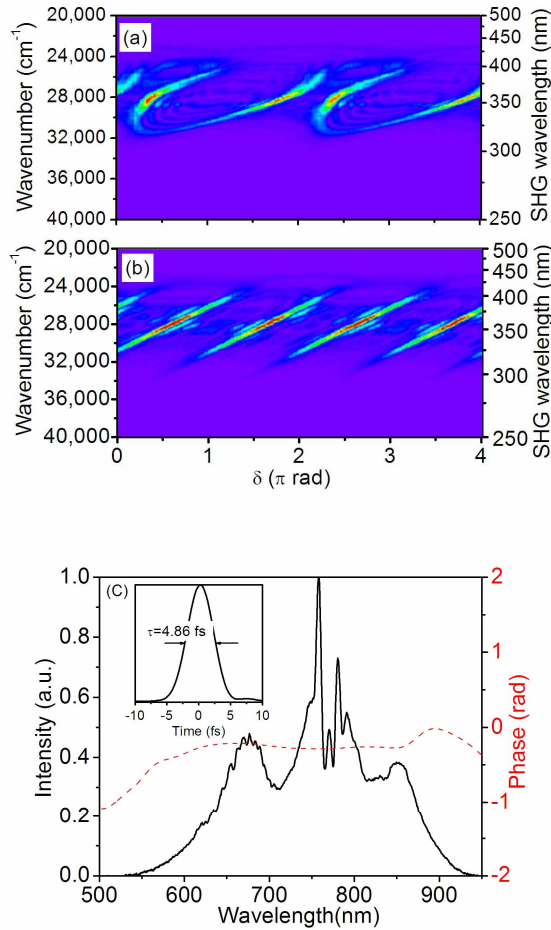 20,000
24,000
28,000
32,000
36,000
40,000
Wavenumber (cm⁻¹)
(a)
500
450
400
350
300
250
SHG wavelength (nm)
20,000
24,000
28,000
32,000
36,000
40,000
Wavenumber (cm⁻¹)
(b)
500
450
400
350
300
250
SHG wavelength (nm)
0 1 2 3 4
δ (π rad)
1.0
0.8
0.6
0.4
0.2
0.0
Intensity (a.u.)
(C)
τ=4.86 fs
-10 -5 0 5 10
Time (fs)
2
1
0
-1
-2
Phase (rad)
500 600 700 800 900
Wavelength(nm)